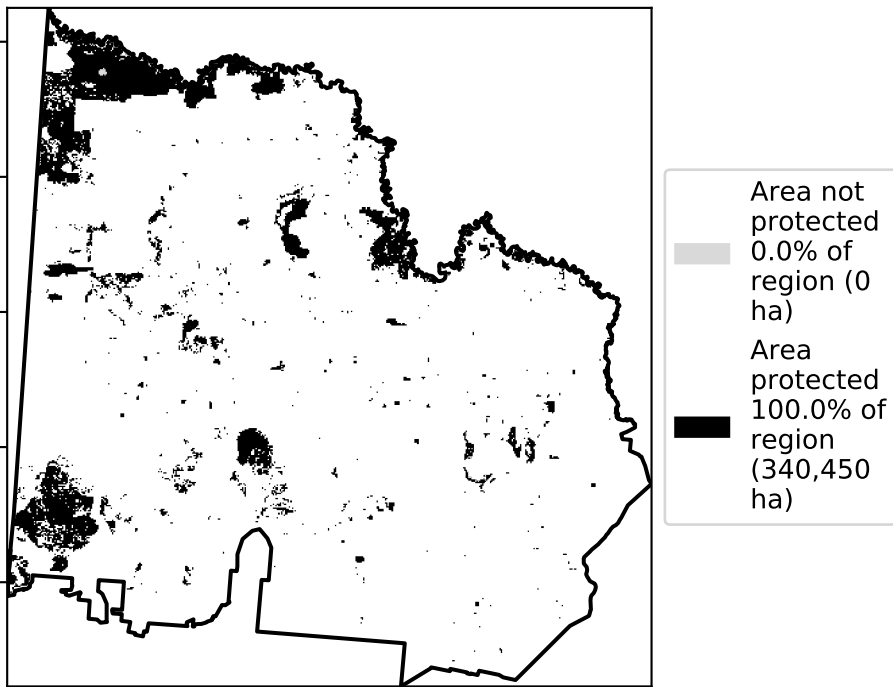 Area not
protected
0.0% of
region (0
ha)
Area
protected
100.0% of
region
(340,450
ha)